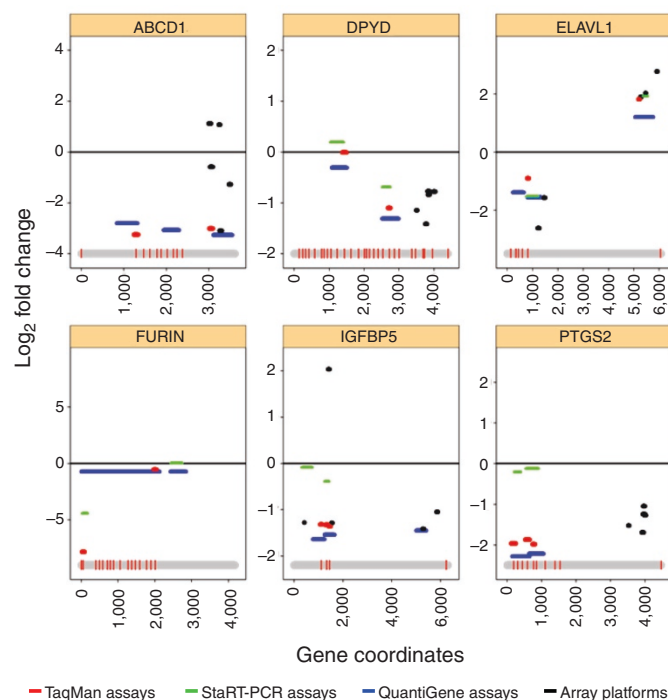 ABCD1 DPYD ELAVL1
4 2 0 −2 −4
2 1 0 −1 −2
2 0 −2
0 1,000 2,000 3,000
0 1,000 2,000 3,000 4,000
0 1,000 2,000 3,000 4,000 5,000 6,000
Log2 fold change
FURIN IGFBP5 PTGS2
5 0 −5
2 1 0 −1 −2
2 1 0 −1 −2
0 1,000 2,000 3,000 4,000
0 2,000 4,000 6,000
0 1,000 2,000 3,000 4,000
Gene coordinates
TaqMan assays StaRT-PCR assays QuantiGene assays Array platforms